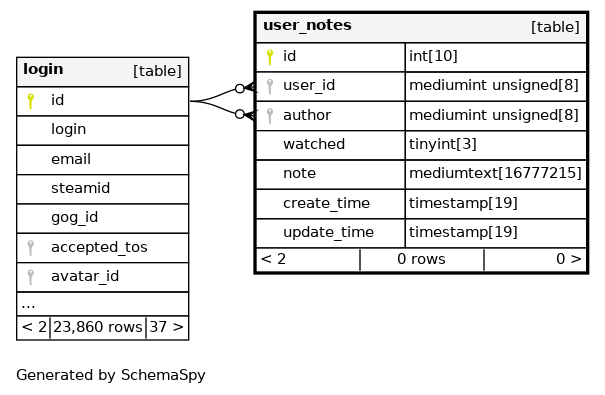 login [table]
id
login
email
steamid
gog_id
accepted_tos
avatar_id
...
< 2 23,860 rows 37 >
user_notes [table]
id int[10]
user_id mediumint unsigned[8]
author mediumint unsigned[8]
watched tinyint[3]
note mediumtext[16777215]
create_time timestamp[19]
update_time timestamp[19]
< 2 0 rows 0 >
Generated by SchemaSpy